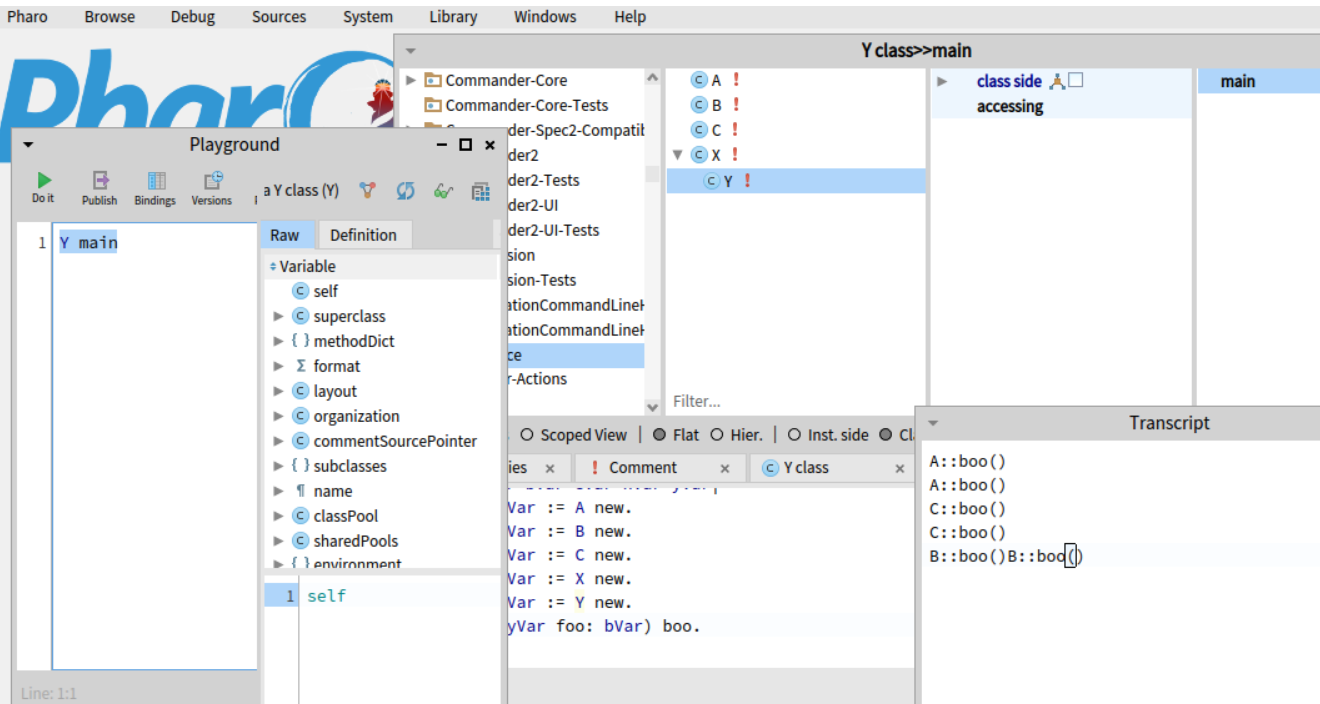 Pharo Browse Debug Sources System Library Windows Help
Pharo
Y class>>main
Commander-Core
Commander-Core-Tests
der-Spec2-Compatib
der2
der2-Tests
der2-UI
der2-UI-Tests
sion
sion-Tests
ationCommandLineH
ationCommandLineH
ce
r-Actions
A !
B !
C !
X !
Y !
Filter...
class side
accessing
main
Scoped View | Flat Hier. | Inst. side Cl
ies × ! Comment × Y class ×
Var := A new.
Var := B new.
Var := C new.
Var := X new.
Var := Y new.
yVar foo: bVar) boo.
Playground
Do it Publish Bindings Versions
a Y class (Y)
1 Y main
Line: 1:1
Raw Definition
Variable
self
superclass
{ } methodDict
Σ format
layout
organization
commentSourcePointer
{ } subclasses
¶ name
classPool
sharedPools
{ } environment
1 self
Transcript
A::boo()
A::boo()
C::boo()
C::boo()
B::boo()B::boo()